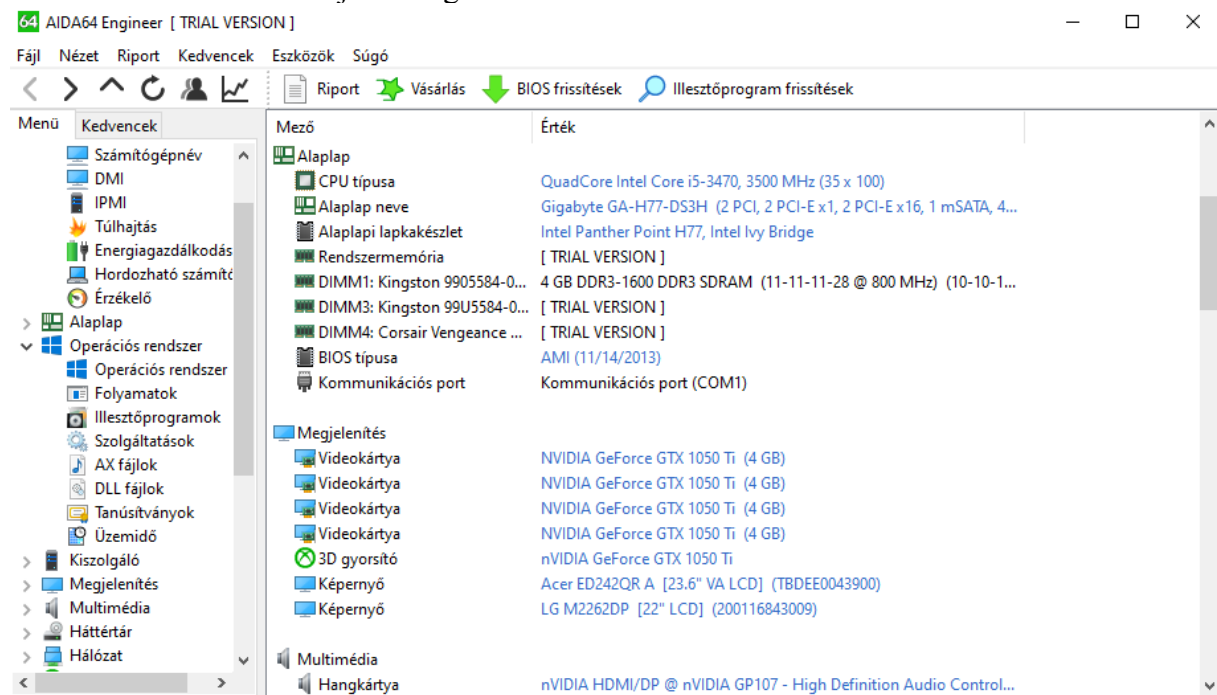 64 AIDA64 Engineer [ TRIAL VERSION ]
Fájl Nézet Riport Kedvencek Eszközök Súgó
Riport Vásárlás BIOS frissítések Illesztőprogram frissítések
Menü Kedvencek
Számítógépnév
DMI
IPMI
Túlhajtás
Energiagazdálkodás
Hordozható számító
Érzékelő
Alaplap
Operációs rendszer
Operációs rendszer
Folyamatok
Illesztőprogramok
Szolgáltatások
AX fájlok
DLL fájlok
Tanúsítványok
Üzemidő
Kiszolgáló
Megjelenítés
Multimédia
Háttértár
Hálózat
Mező Érték
Alaplap
CPU típusa QuadCore Intel Core i5-3470, 3500 MHz (35 x 100)
Alaplap neve Gigabyte GA-H77-DS3H (2 PCI, 2 PCI-E x1, 2 PCI-E x16, 1 mSATA, 4...
Alaplapi lapkakészlet Intel Panther Point H77, Intel Ivy Bridge
Rendszermemória [ TRIAL VERSION ]
DIMM1: Kingston 9905584-0... 4 GB DDR3-1600 DDR3 SDRAM (11-11-11-28 @ 800 MHz) (10-10-1...
DIMM3: Kingston 99U5584-0... [ TRIAL VERSION ]
DIMM4: Corsair Vengeance ... [ TRIAL VERSION ]
BIOS típusa AMI (11/14/2013)
Kommunikációs port Kommunikációs port (COM1)
Megjelenítés
Videokártya NVIDIA GeForce GTX 1050 Ti (4 GB)
Videokártya NVIDIA GeForce GTX 1050 Ti (4 GB)
Videokártya NVIDIA GeForce GTX 1050 Ti (4 GB)
Videokártya NVIDIA GeForce GTX 1050 Ti (4 GB)
3D gyorsító nVIDIA GeForce GTX 1050 Ti
Képernyő Acer ED242QR A [23.6" VA LCD] (TBDEE0043900)
Képernyő LG M2262DP [22" LCD] (200116843009)
Multimédia
Hangkártya nVIDIA HDMI/DP @ nVIDIA GP107 - High Definition Audio Control...